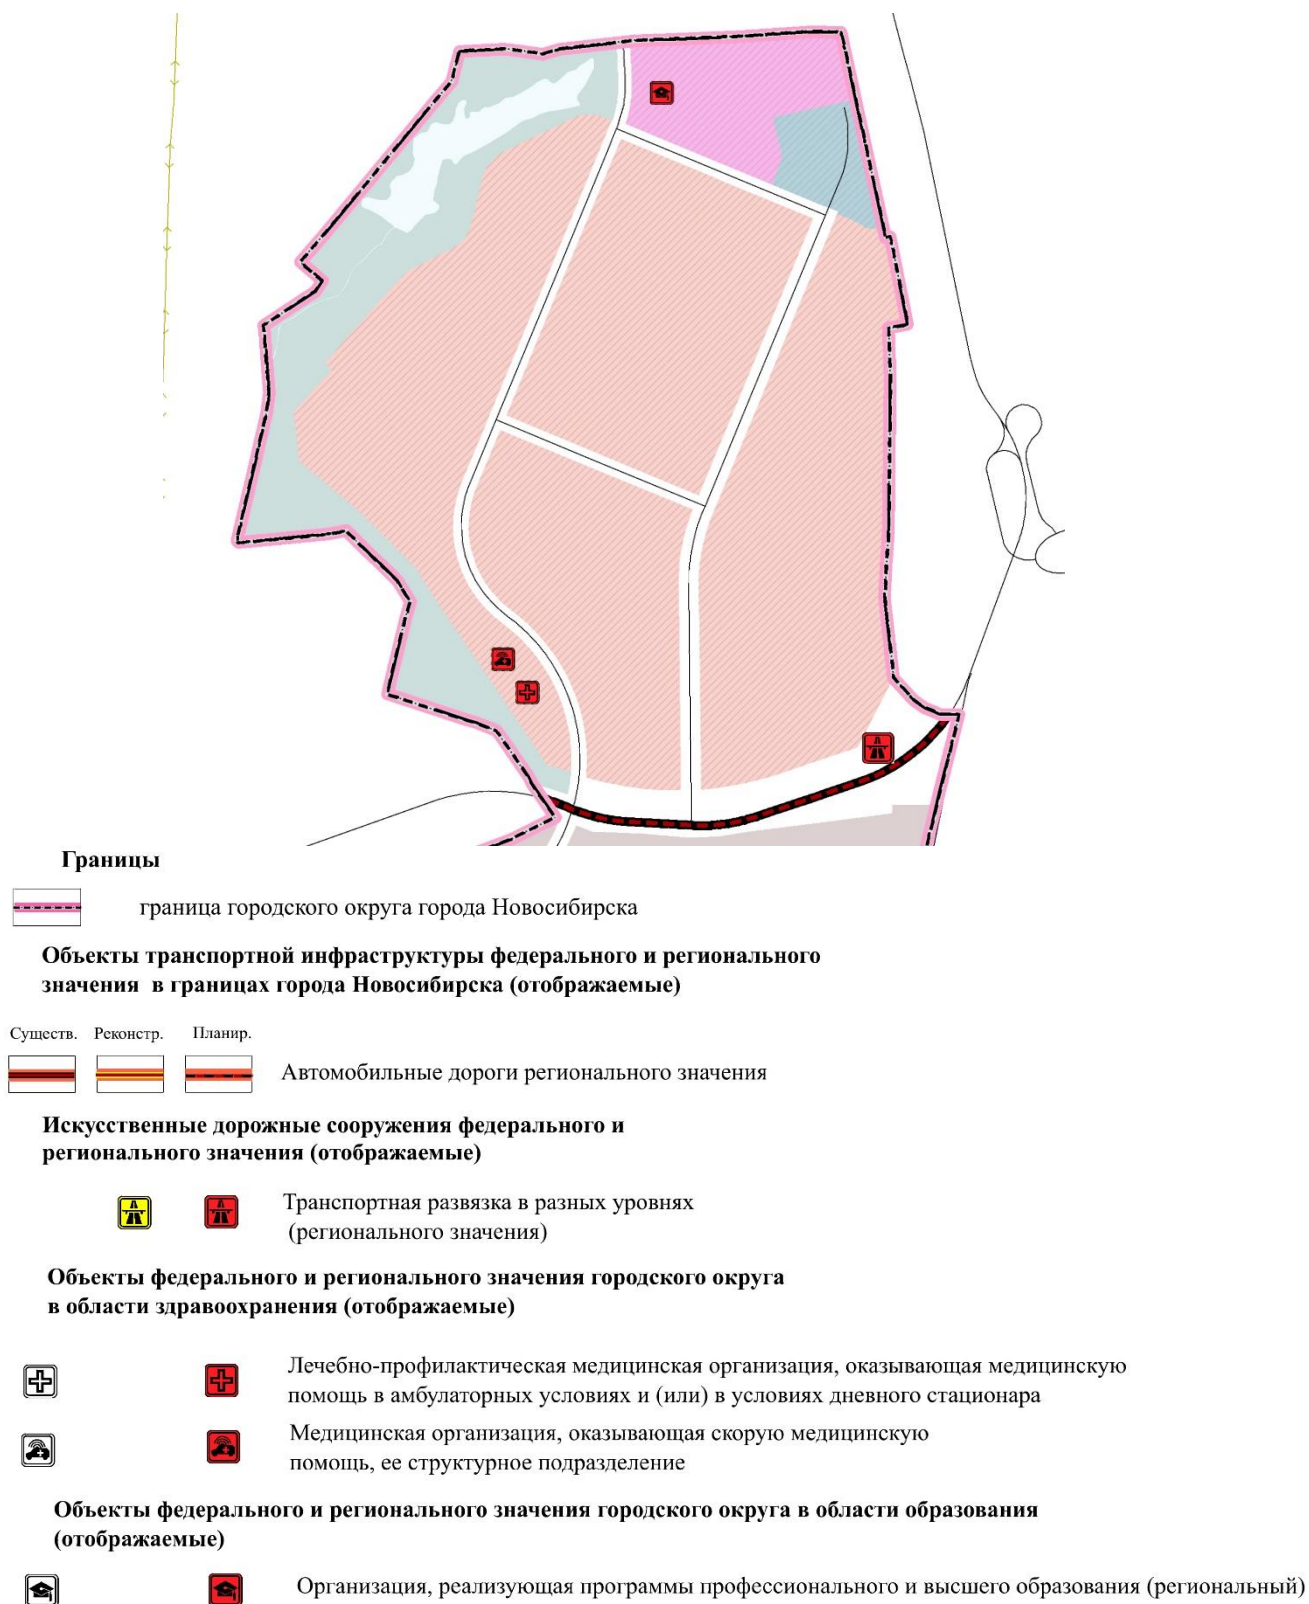 Границы
граница городского округа города Новосибирска
Объекты транспортной инфраструктуры федерального и регионального
значения в границах города Новосибирска (отображаемые)
Существ. Реконстр. Планир.
Автомобильные дороги регионального значения
Искусственные дорожные сооружения федерального и
регионального значения (отображаемые)
Транспортная развязка в разных уровнях
(регионального значения)
Объекты федерального и регионального значения городского округа
в области здравоохранения (отображаемые)
Лечебно-профилактическая медицинская организация, оказывающая медицинскую
помощь в амбулаторных условиях и (или) в условиях дневного стационара
Медицинская организация, оказывающая скорую медицинскую
помощь, ее структурное подразделение
Объекты федерального и регионального значения городского округа в области образования
(отображаемые)
Организация, реализующая программы профессионального и высшего образования (региональный)